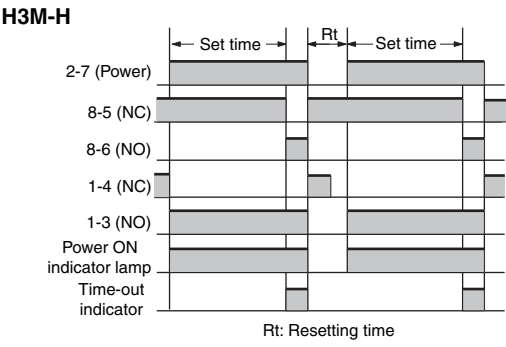 H3M-H
Rt
Set time
Set time
2-7 (Power)
8-5 (NC)
8-6 (NO)
1-4 (NC)
1-3 (NO)
Power ON
indicator lamp
Time-out
indicator
Rt: Resetting time